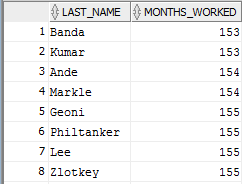 LAST_NAME MONTHS_WORKED
1 Banda 153
2 Kumar 153
3 Ande 154
4 Markle 154
5 Geoni 155
6 Philtanker 155
7 Lee 155
8 Zlotkey 155